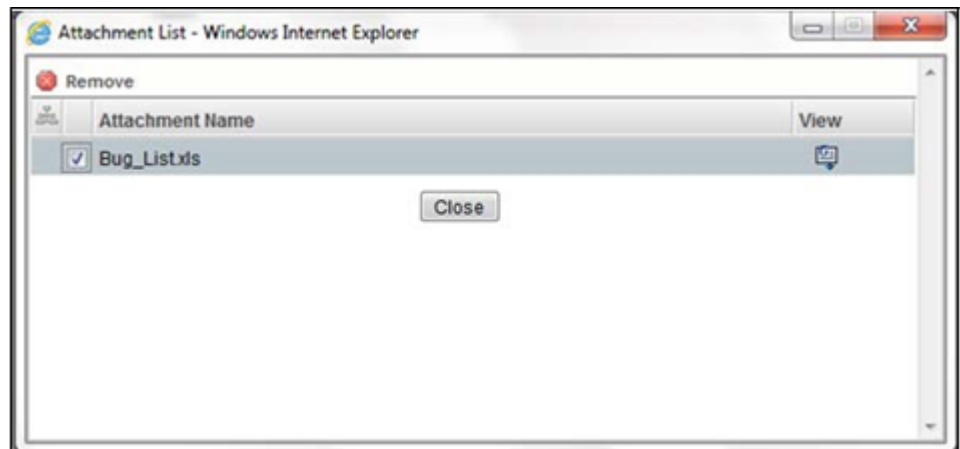 Attachment List - Windows Internet Explorer
Remove
Attachment Name View
Bug_List.xls
Close